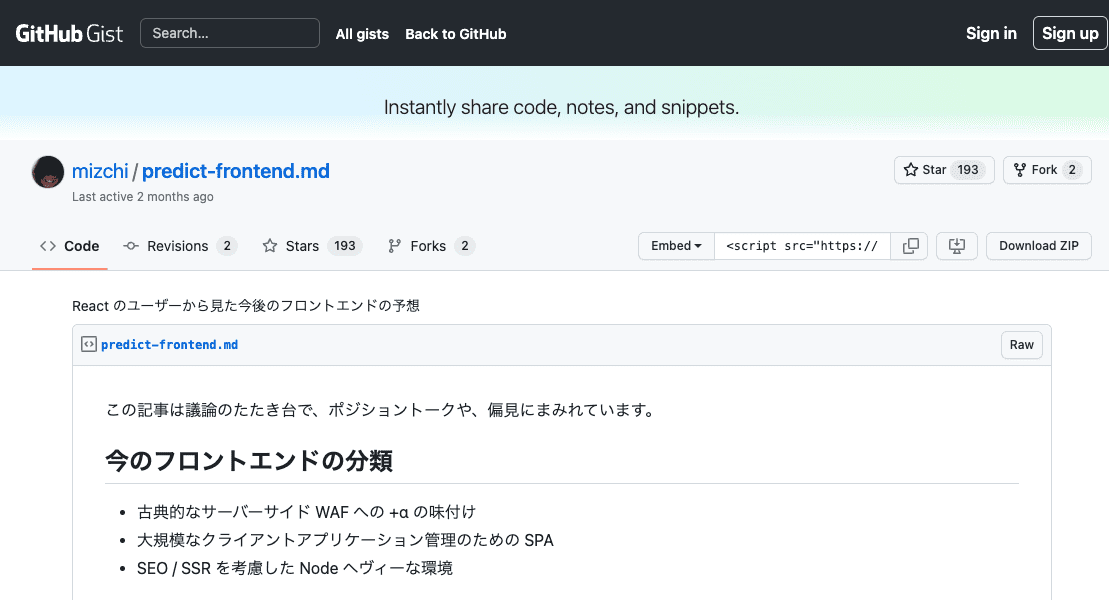 GitHub Gist Search... All gists Back to GitHub Sign in Sign up
Instantly share code, notes, and snippets.
mizchi / predict-frontend.md Star 193 Fork 2
Last active 2 months ago
Code Revisions 2 Stars 193 Forks 2 Embed <script src="https:// Download ZIP
React のユーザーから見た今後のフロントエンドの予想
predict-frontend.md Raw
この記事は議論のたたき台で、ポジショントークや、偏見にまみれています。
今のフロントエンドの分類
• 古典的なサーバーサイド WAF への +α の味付け
• 大規模なクライアントアプリケーション管理のための SPA
• SEO / SSR を考慮した Node ヘヴィーな環境